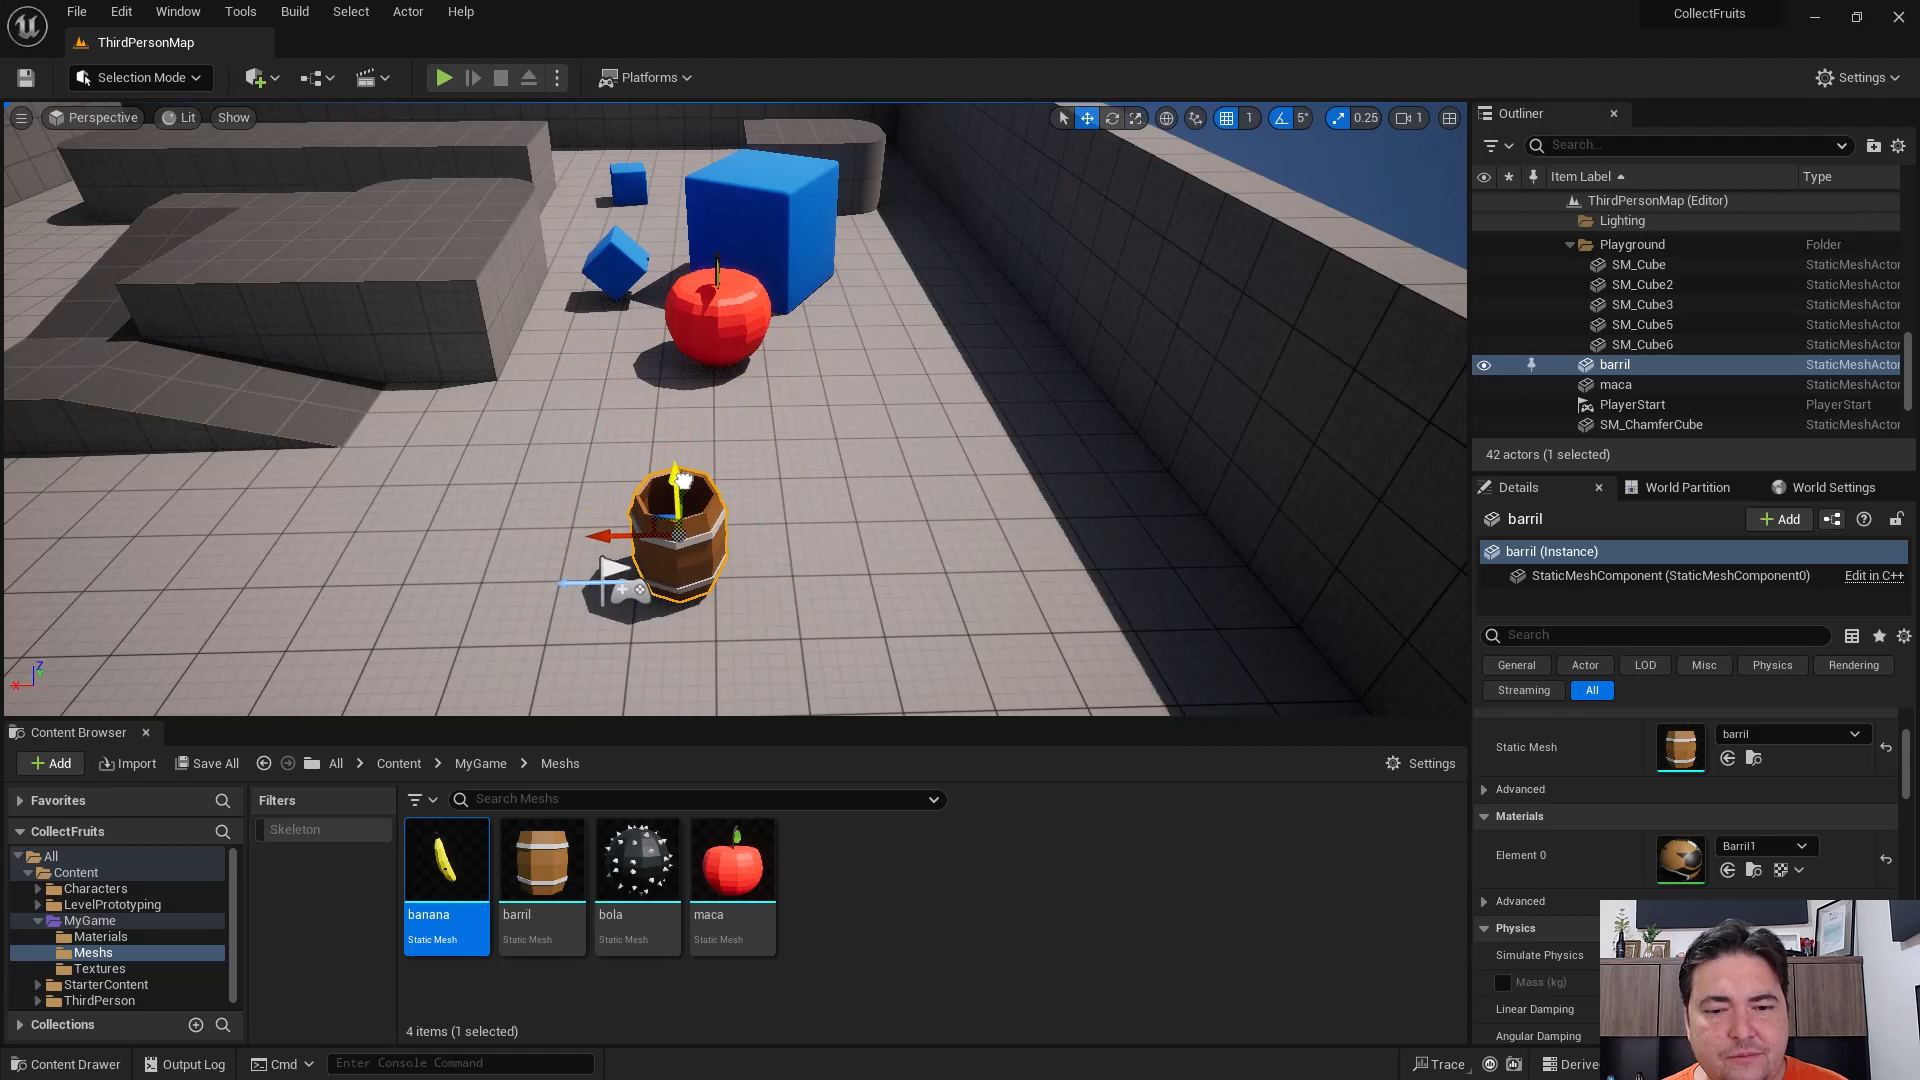 File
Edit
Window
Tools
Build
Select
Actor
Help
CollectFruits
ThirdPersonMap
Selection Mode
Platforms
Settings
Perspective
Lit
Show
1
5°
0.25
1
Outliner
Search...
Item Label
Type
ThirdPersonMap (Editor)
Lighting
Playground
Folder
SM_Cube
StaticMeshActor
SM_Cube2
StaticMeshActor
SM_Cube3
StaticMeshActor
SM_Cube5
StaticMeshActor
SM_Cube6
StaticMeshActor
barril
StaticMeshActor
maca
StaticMeshActor
PlayerStart
PlayerStart
SM_ChamferCube
StaticMeshActor
42 actors (1 selected)
Details
World Partition
World Settings
barril
Add
barril (Instance)
StaticMeshComponent (StaticMeshComponent0)
Edit in C++
Search
General
Actor
LOD
Misc
Physics
Rendering
Streaming
All
Static Mesh
barril
Advanced
Materials
Element 0
Barril1
Advanced
Physics
Simulate Physics
Mass (kg)
Linear Damping
Angular Damping
Z
Y
X
Content Browser
Add
Import
Save All
All
Content
MyGame
Meshs
Settings
Favorites
CollectFruits
All
Content
Characters
LevelPrototyping
MyGame
Materials
Meshs
Textures
StarterContent
ThirdPerson
Collections
Filters
Skeleton
Search Meshs
banana
Static Mesh
barril
Static Mesh
bola
Static Mesh
maca
Static Mesh
4 items (1 selected)
Content Drawer
Output Log
Cmd
Enter Console Command
Trace
Derive